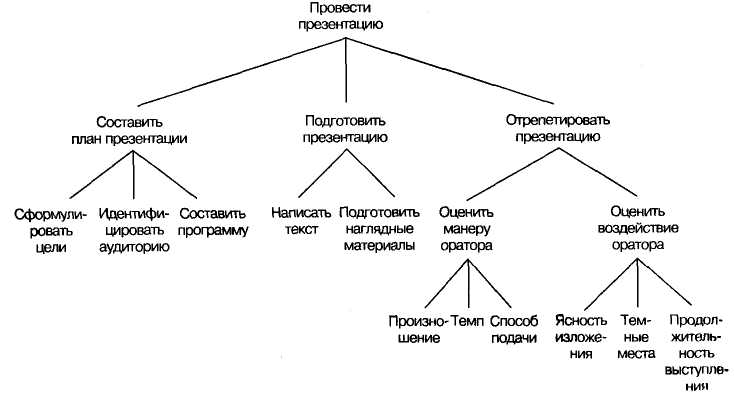 Провести
презентацию
Составить
план презентации
Подготовить
презентацию
Отрепетировать
презентацию
Сформули-
ровать
цели
Идентифи-
цировать
аудиторию
Составить
программу
Написать
текст
Подготовить
наглядные
материалы
Оценить
манеру
оратора
Оценить
воздействие
оратора
Произно-
шение
Темп
Способ
подачи
Ясность
изложе-
ния
Тем-
ные
места
Продол-
житель-
ность
выступле-
ния